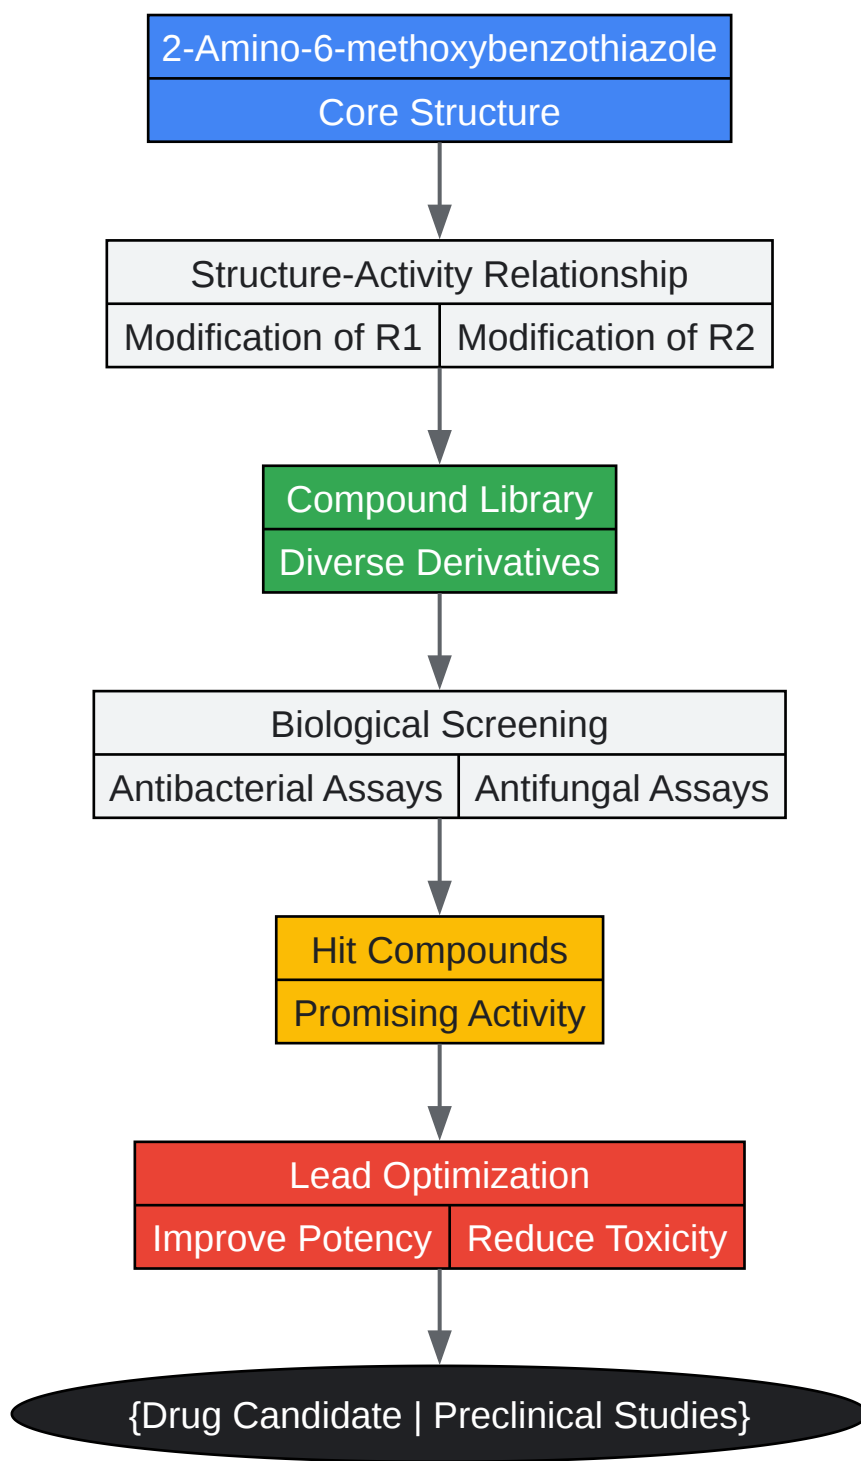 2-Amino-6-methoxybenzothiazole
Core Structure
Structure-Activity Relationship
Modification of R1
Modification of R2
Compound Library
Diverse Derivatives
Biological Screening
Antibacterial Assays
Antifungal Assays
Hit Compounds
Promising Activity
Lead Optimization
Improve Potency
Reduce Toxicity
{Drug Candidate | Preclinical Studies}